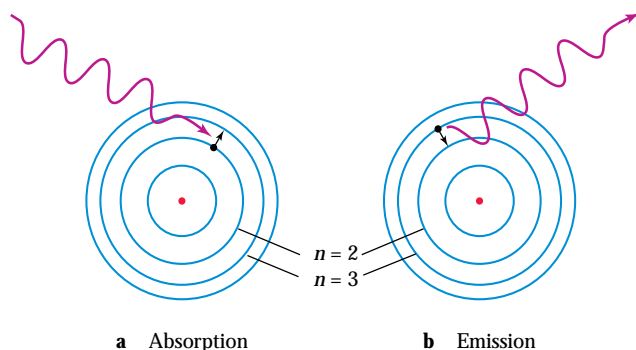 n = 2
n = 3
a Absorption
b Emission